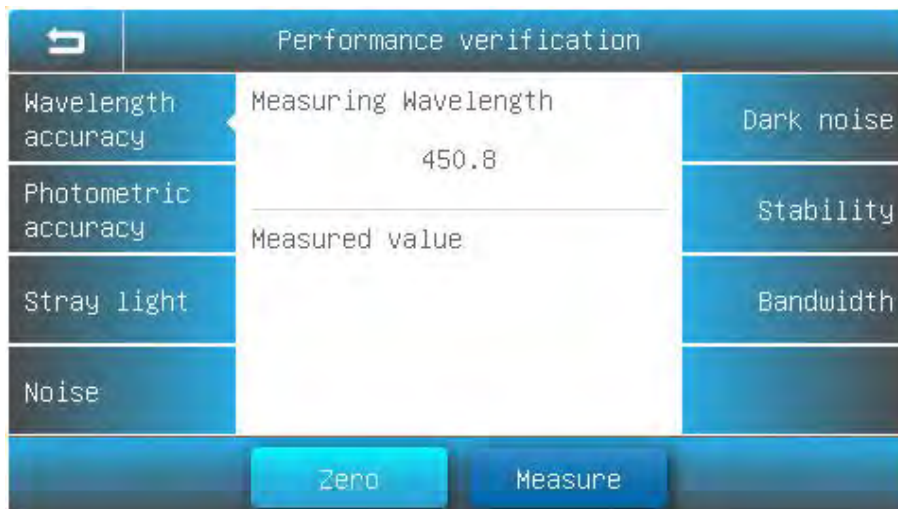 Performance verification
Wavelength
accuracy
Photometric
accuracy
Stray light
Noise
Measuring Wavelength
450.8
Measured value
Dark noise
Stability
Bandwidth
Zero
Measure